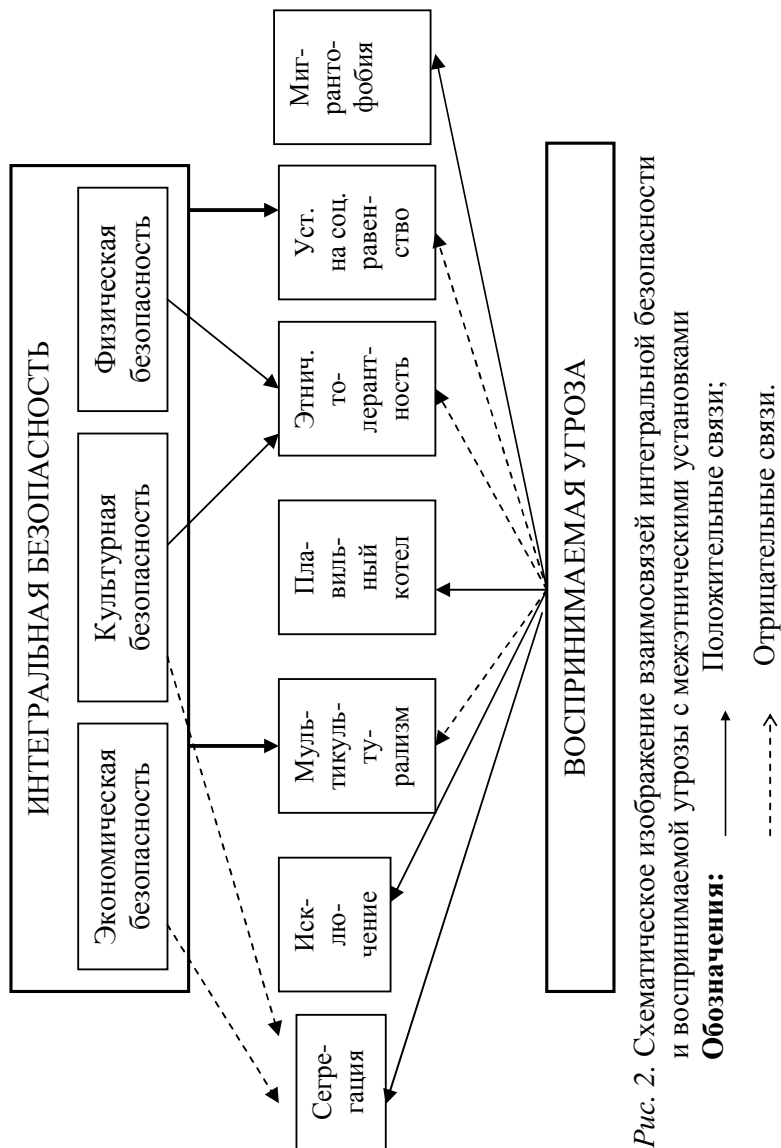 ИНТЕГРАЛЬНАЯ БЕЗОПАСНОСТЬ
Экономическая
безопасность
Культурная
безопасность
Физическая
безопасность
Сегре-
гация
Иск-
лю-
чение
Муль-
тикуль-
ту-
рализм
Пла-
виль-
ный
котел
Этнич.
то-
лерант-
ность
Уст.
на соц.
равен-
ство
Миг-
ранто-
фобия
ВОСПРИНИМАЕМАЯ УГРОЗА
Рис. 2. Схематическое изображение взаимосвязей интегральной безопасности
и воспринимаемой угрозы с межэтническими установками
Обозначения:
Положительные связи;
Отрицательные связи.